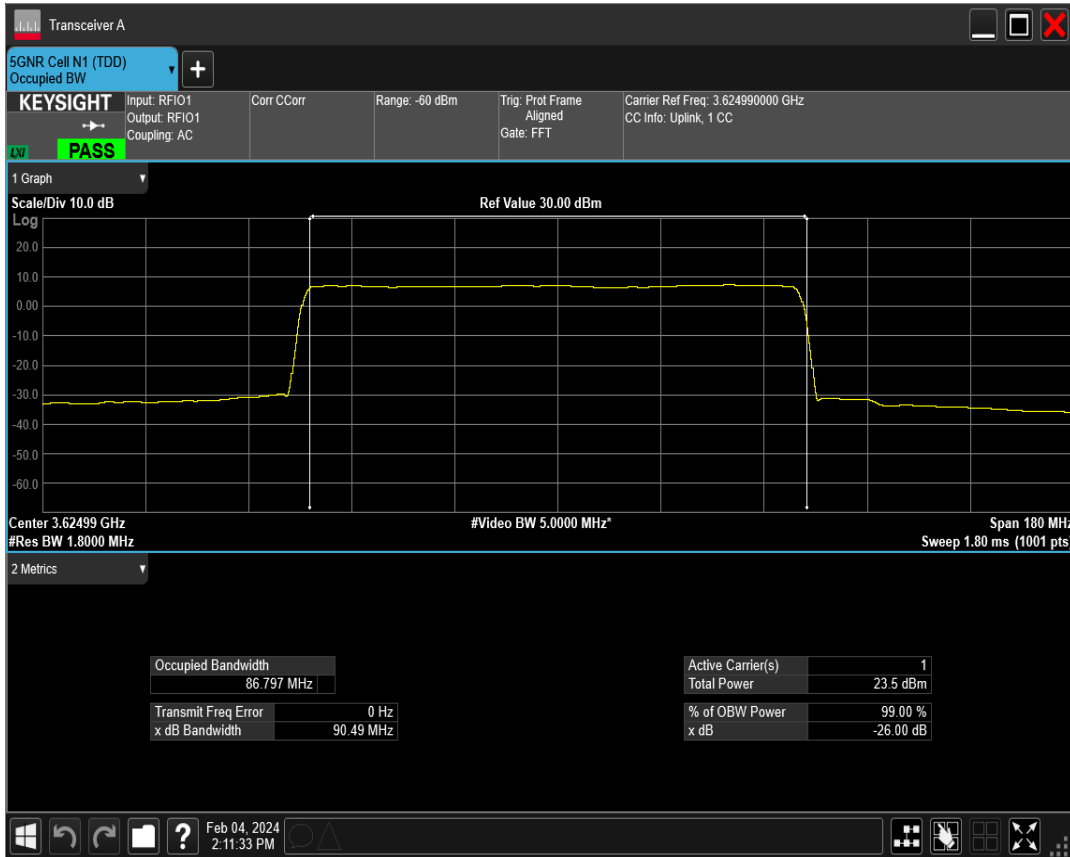 Transceiver A
5GNR Cell N1 (TDD)
Occupied BW
+
KEYSIGHT
LXI
PASS
Input: RFIO1
Output: RFIO1
Coupling: AC
Corr CCorr
Range: -60 dBm
Trig: Prot Frame
Aligned
Gate: FFT
Carrier Ref Freq: 3.624990000 GHz
CC Info: Uplink, 1 CC
1 Graph
Scale/Div 10.0 dB
Ref Value 30.00 dBm
Log
20.0
10.0
0.00
-10.0
-20.0
-30.0
-40.0
-50.0
-60.0
Center 3.62499 GHz
#Video BW 5.0000 MHz*
Span 180 MHz
#Res BW 1.8000 MHz
Sweep 1.80 ms (1001 pts)
2 Metrics
Occupied Bandwidth
86.797 MHz
Transmit Freq Error 0 Hz
x dB Bandwidth 90.49 MHz
Active Carrier(s) 1
Total Power 23.5 dBm
% of OBW Power 99.00 %
x dB -26.00 dB
?
Feb 04, 2024
2:11:33 PM